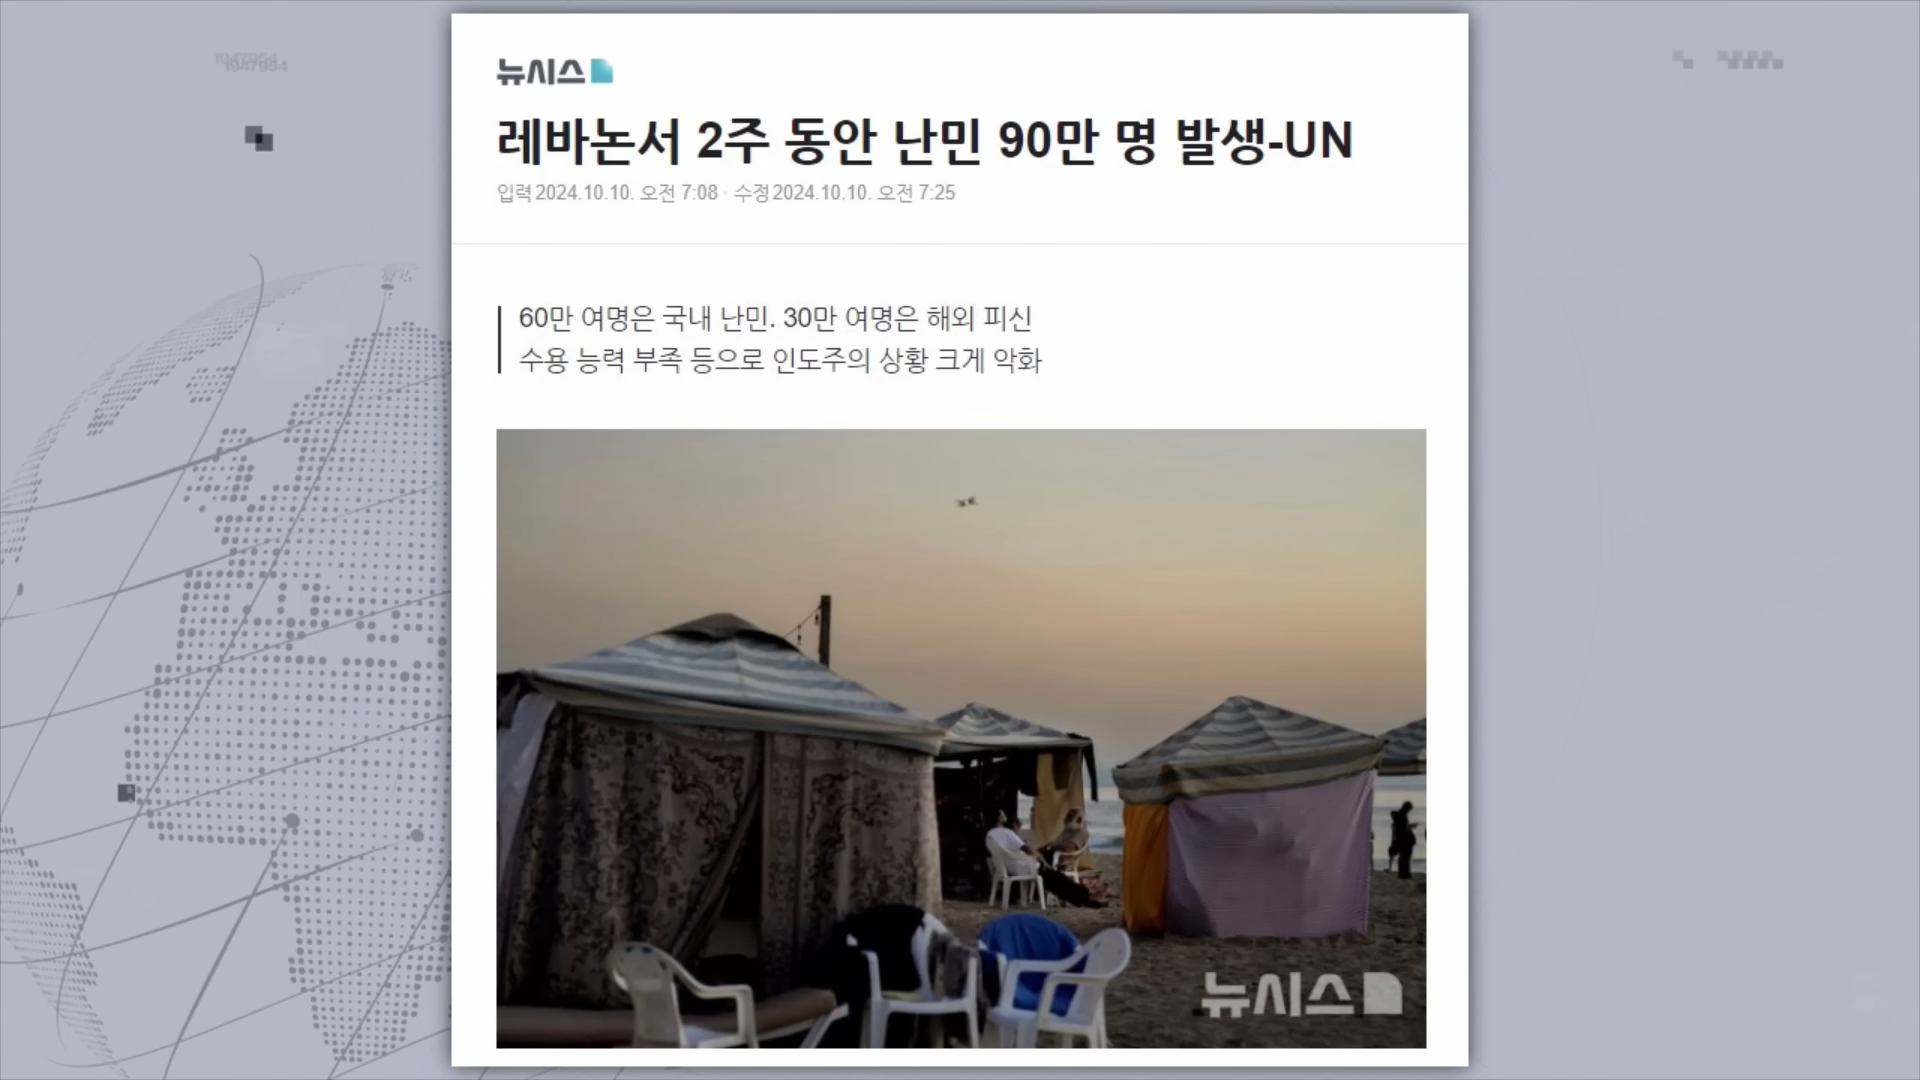 1947954
1947954
뉴시스
레바논서 2주 동안 난민 90만 명 발생-UN
입력 2024.10.10. 오전 7:08 · 수정 2024.10.10. 오전 7:25
60만 여명은 국내 난민. 30만 여명은 해외 피신
수용 능력 부족 등으로 인도주의 상황 크게 악화
뉴시스